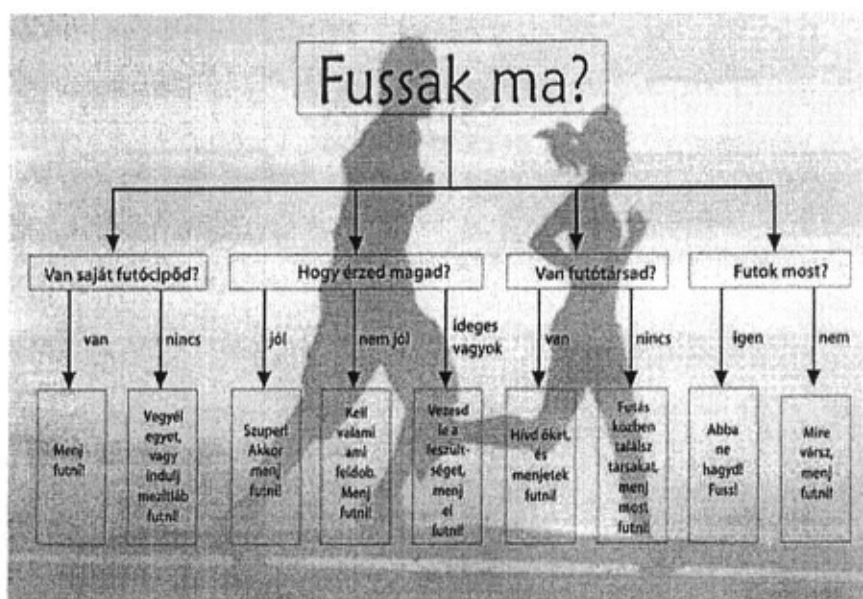 Fussak ma?
Van saját futócipőd?
Hogy érzed magad?
Van futótársad?
Futok most?
van
nincs
jól
nem jól
ideges
vagyok
van
nincs
igen
nem
Menj
futni!
Vegyél
egyet,
vagy
indulj
mezítláb
futni!
Szuper!
Akkor
menj
futni!
Kell
valami
ami
feldob.
Menj
futni!
Vezesd
le a
feszült-
séget,
menj
el
futni!
Hívd őket,
és
menjetek
futni!
Futás
közben
találsz
társakat,
menj
most
futni!
Abba
ne
hagyd!
Fuss!
Mire
vársz,
menj
futni!